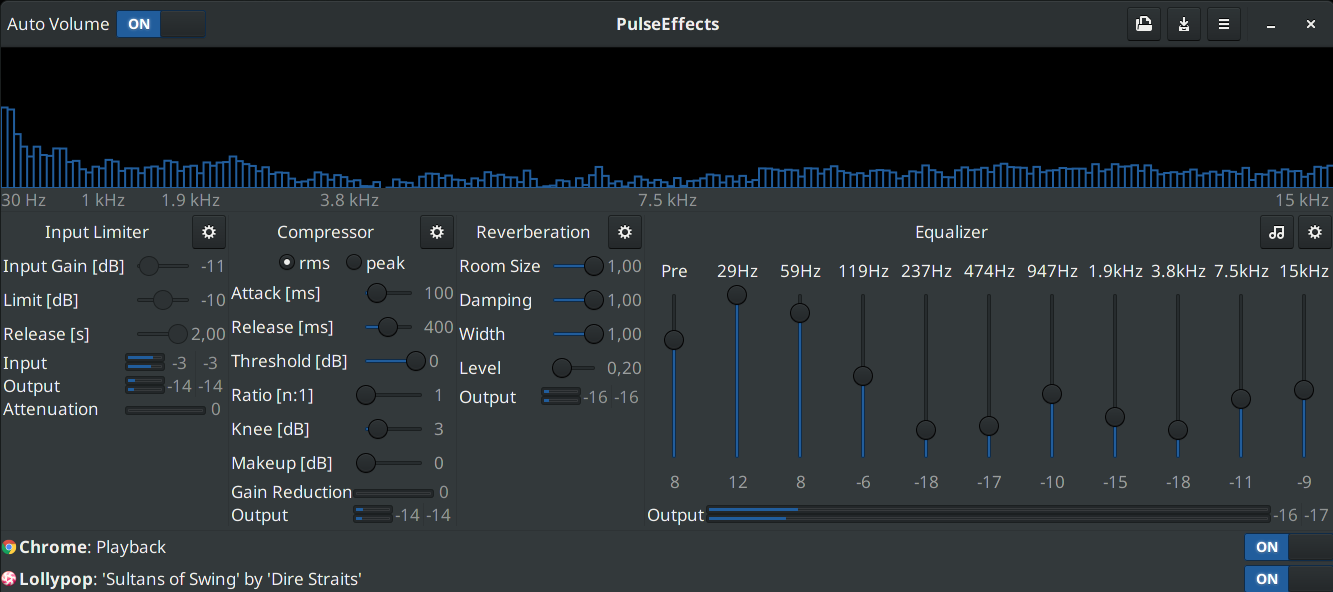 Auto Volume ON PulseEffects
30 Hz 1 kHz 1.9 kHz 3.8 kHz 7.5 kHz 15 kHz
Input Limiter
Input Gain [dB] -11
Limit [dB] -10
Release [s] 2,00
Input -3 -3
Output -14 -14
Attenuation 0
Compressor
rms peak
Attack [ms] 100
Release [ms] 400
Threshold [dB] 0
Ratio [n:1] 1
Knee [dB] 3
Makeup [dB] 0
Gain Reduction 0
Output -14 -14
Reverberation
Room Size 1,00
Damping 1,00
Width 1,00
Level 0,20
Output -16 -16
Equalizer
Pre 29Hz 59Hz 119Hz 237Hz 474Hz 947Hz 1.9kHz 3.8kHz 7.5kHz 15kHz
8 12 8 -6 -18 -17 -10 -15 -18 -11 -9
Output -16 -17
Chrome: Playback ON
Lollypop: 'Sultans of Swing' by 'Dire Straits' ON